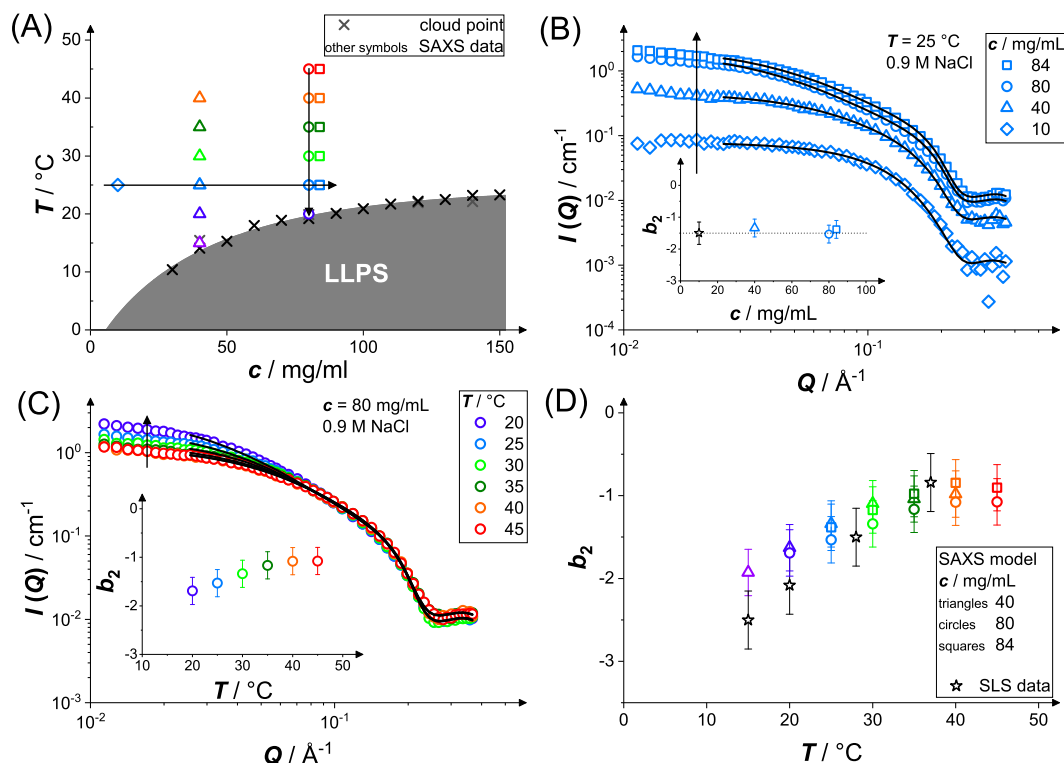 (A)
cloud point
other symbols SAXS data
50
40
30
20
10
0
T / °C
LLPS
0 50 100 150
c / mg/ml
(B)
T = 25 °C
0.9 M NaCl
c / mg/mL
84
80
40
10
10⁰
10⁻¹
10⁻²
10⁻³
10⁻⁴
I (Q) / cm⁻¹
0
-1
-2
-3
b₂
0 20 40 60 80 100
c / mg/mL
10⁻² 10⁻¹
Q / Å⁻¹
(C)
c = 80 mg/mL
0.9 M NaCl
T / °C
20
25
30
35
40
45
10⁰
10⁻¹
10⁻²
10⁻³
I (Q) / cm⁻¹
0
-1
-2
b₂
10 20 30 40 50
T / °C
10⁻² 10⁻¹
Q / Å⁻¹
(D)
0
-1
-2
-3
b₂
SAXS model
c / mg/mL
triangles 40
circles 80
squares 84
SLS data
0 10 20 30 40 50
T / °C